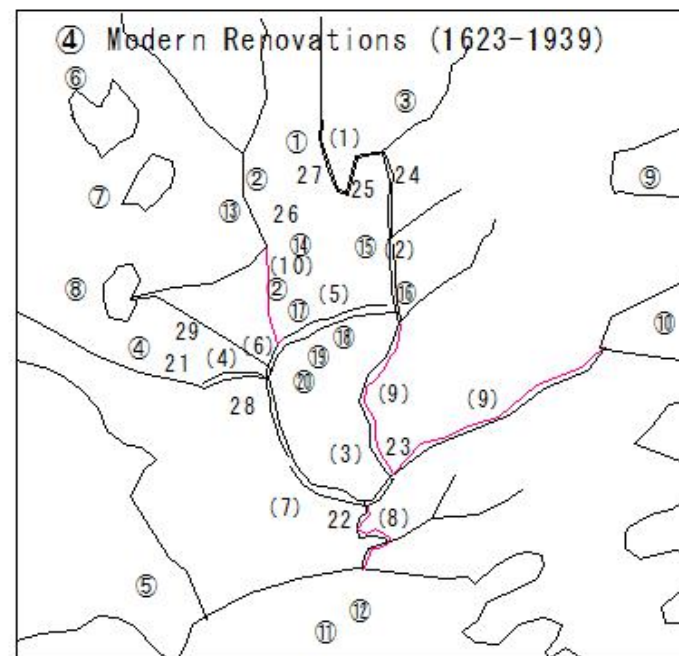 ④ Modern Renovations (1623-1939)
⑥
③
① (1)
27 25 24
② 
⑦
⑨
⑬ 26
⑭ ⑮ (2)
(10)
⑧ ② (5) ⑯
⑰
⑩
29 ⑱
④ (6) ⑲
21 (4) ⑳
28 (9) (9)
(3) 23
(7) 22 (8)
⑤
⑫
⑪